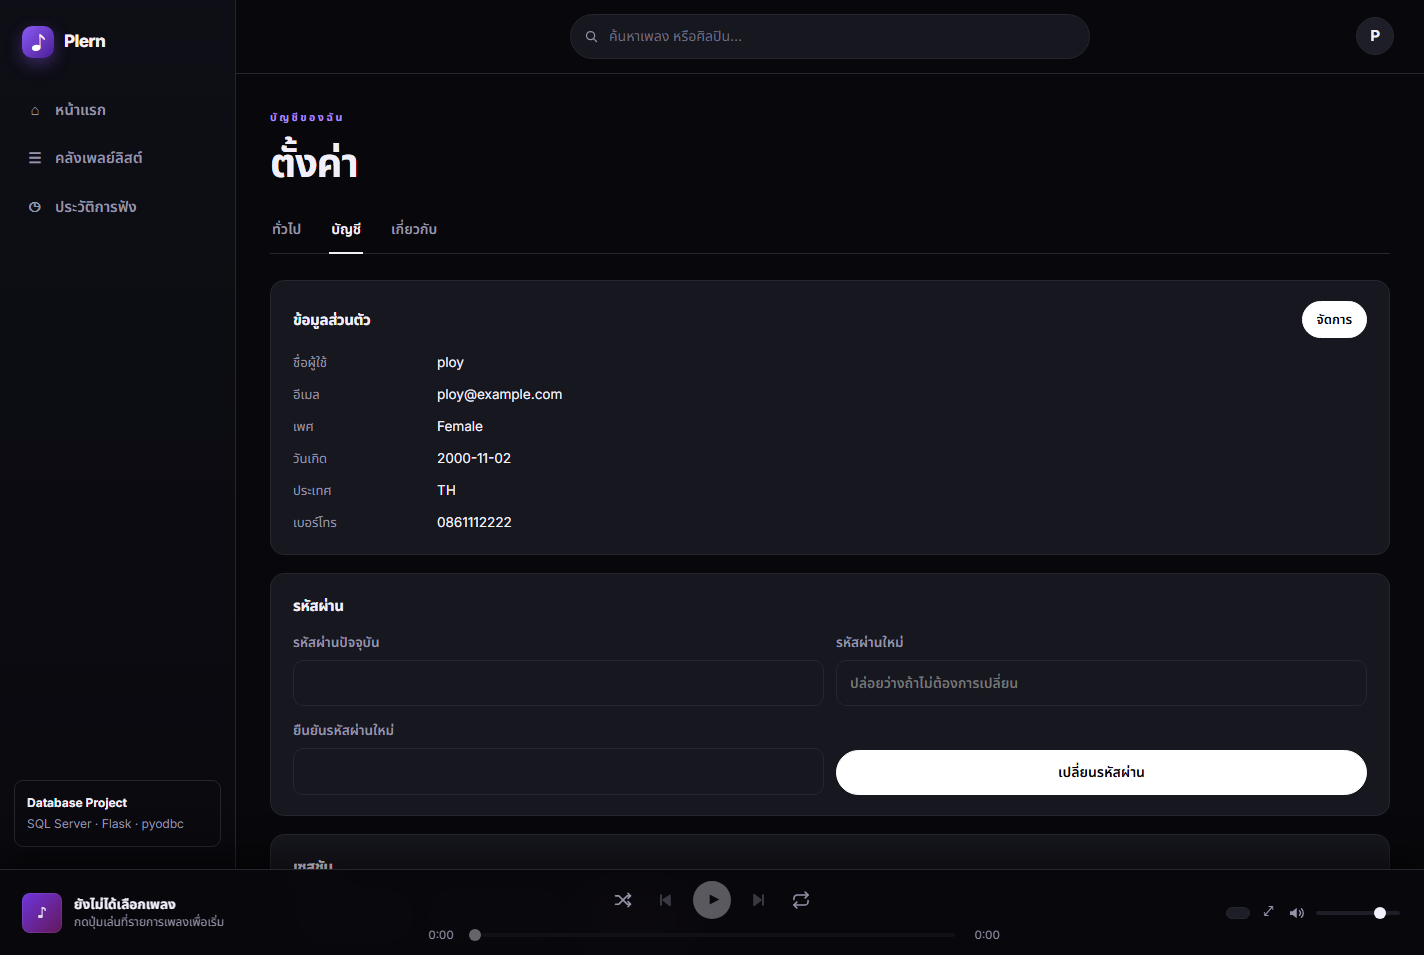 Plern
ค้นหาเพลง หรือศิลปิน...
P
หน้าแรก
คลังเพลย์ลิสต์
ประวัติการฟัง
บัญชีของฉัน
ตั้งค่า
ทั่วไป
บัญชี
เกี่ยวกับ
ข้อมูลส่วนตัว
จัดการ
ชื่อผู้ใช้ ploy
อีเมล ploy@example.com
เพศ Female
วันเกิด 2000-11-02
ประเทศ TH
เบอร์โทร 0861112222
รหัสผ่าน
รหัสผ่านปัจจุบัน
รหัสผ่านใหม่
ปล่อยว่างถ้าไม่ต้องการเปลี่ยน
ยืนยันรหัสผ่านใหม่
เปลี่ยนรหัสผ่าน
เซสชัน
Database Project
SQL Server · Flask · pyodbc
ยังไม่ได้เลือกเพลง
กดปุ่มเล่นที่รายการเพลงเพื่อเริ่ม
0:00
0:00